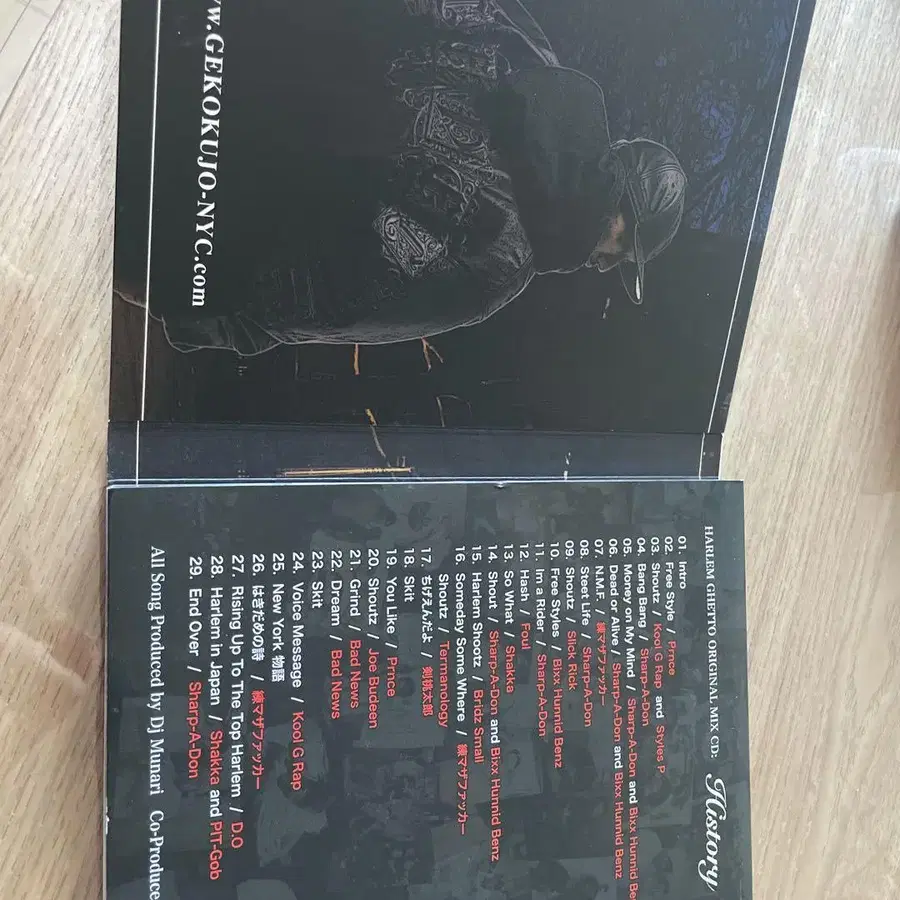 w.GEKOKUJO-NYC.com
HARLEM GHETTO ORIGINAL MIX CD: History
01. Intro
02. Free Style / Prnce
03. Shoutz / Kool G Rap and Styles P
04. Bang Bang / Sharp-A-Don
05. Money on My Mind / Sharp-A-Don and Bixx Hunnid Be
06. Dead or Alive / Sharp-A-Don and Bixx Hunnid Benz
07. N.M.F. / 練マザファッカー
08. Steet Life / Sharp-A-Don
09. Shoutz / Slick Rick
10. Free Styles / Bixx Hunnid Benz
11. Im a Rider / Sharp-A-Don
12. Hash / Foul
13. So What / Shakka
14. Shout / Sharp-A-Don and Bixx Hunnid Benz
15. Harlem Shootz / Bridz Small
16. Someday Some Where / 練マザファッカー
Shoutz / Termanology
17. ちげえんだよ / 剣桃太郎
18. Skit
19. You Like / Prnce
20. Shoutz / Joe Budeen
21. Grind / Bad News
22. Dream / Bad News
23. Skit
24. Voice Message / Kool G Rap
25. New York 物語
26. はきだめの詩 / 練マザファッカー
27. Rising Up To The Top Harlem / D.O
28. Harlem in Japan / Shakka and PIT-Gob
29. End Over / Sharp-A-Don
All Song Produced by Dj Munari Co-Produce